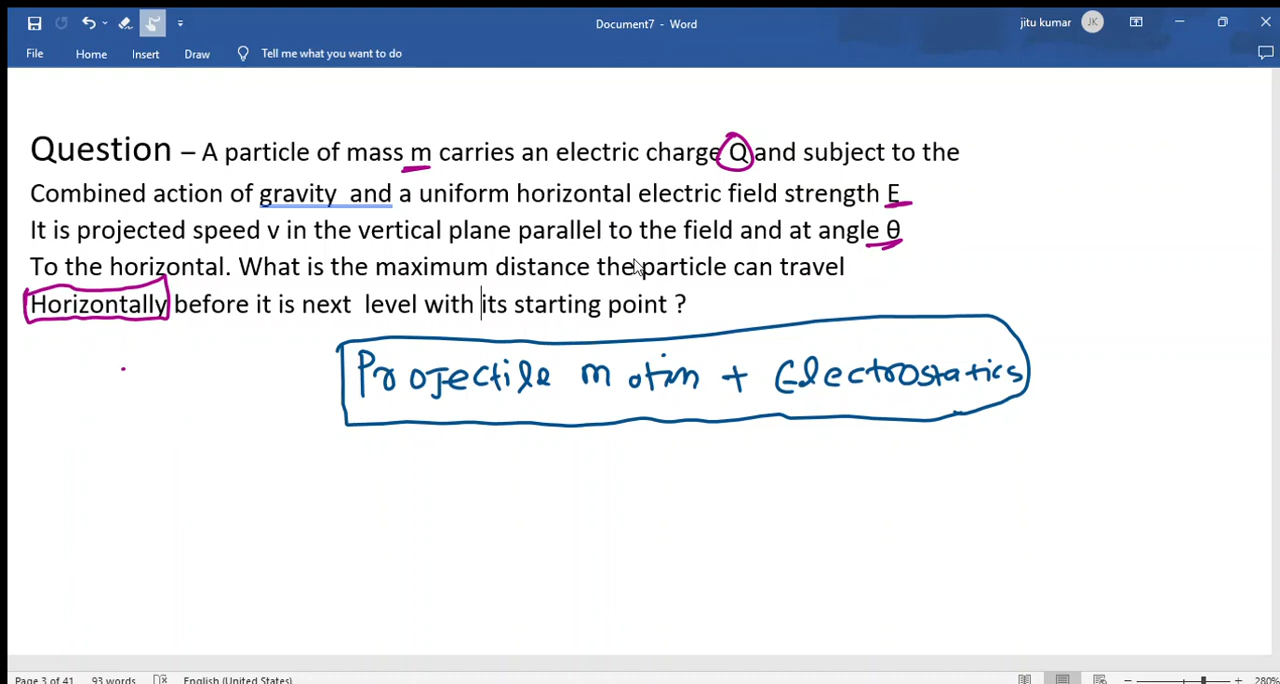 Document7 - Word
jitu kumar JK
File Home Insert Draw Tell me what you want to do
Question – A particle of mass m carries an electric charge Q and subject to the
Combined action of gravity and a uniform horizontal electric field strength E
It is projected speed v in the vertical plane parallel to the field and at angle θ
To the horizontal. What is the maximum distance the particle can travel
Horizontally before it is next level with its starting point ?
Projectile motion + Electrostatics
Page 3 of 41 93 words English (United States) 280%